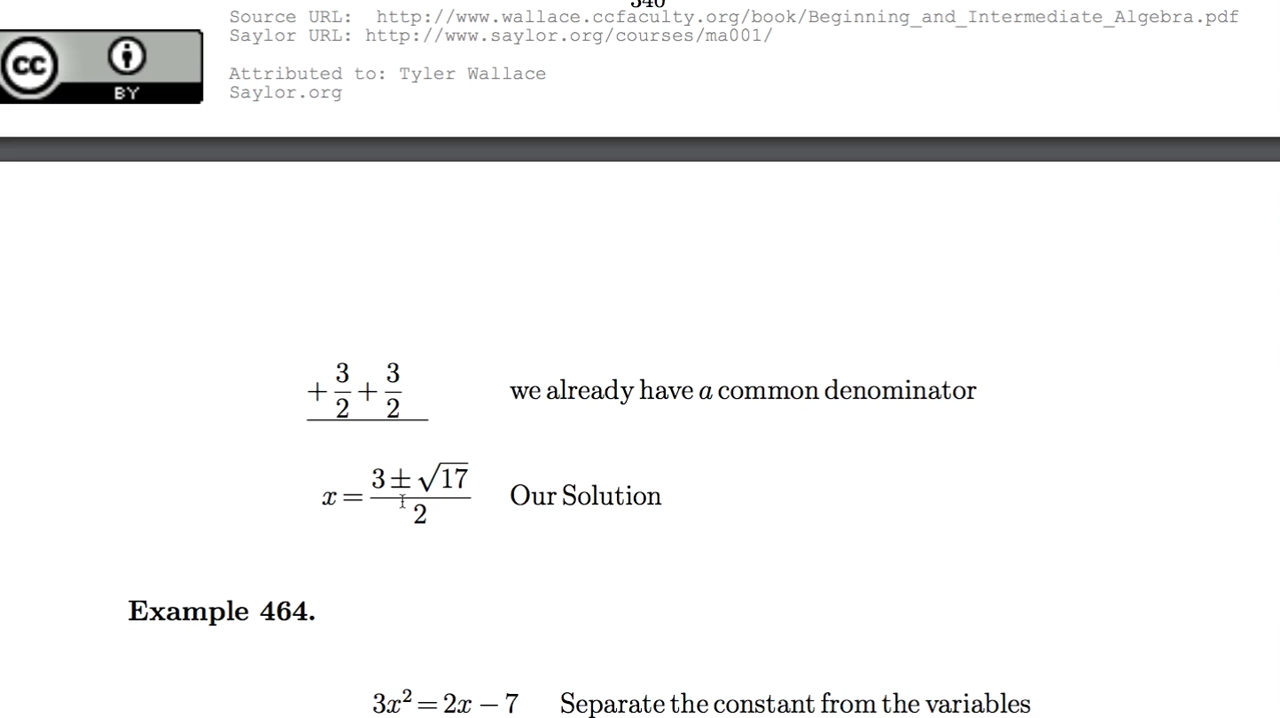 340
Source URL: http://www.wallace.ccfaculty.org/book/Beginning_and_Intermediate_Algebra.pdf
Saylor URL: http://www.saylor.org/courses/ma001/
cc
BY
Attributed to: Tyler Wallace
Saylor.org
+ 3/2 + 3/2 we already have a common denominator
x = (3 ± √17)/2 Our Solution
Example 464.
3x² = 2x − 7 Separate the constant from the variables